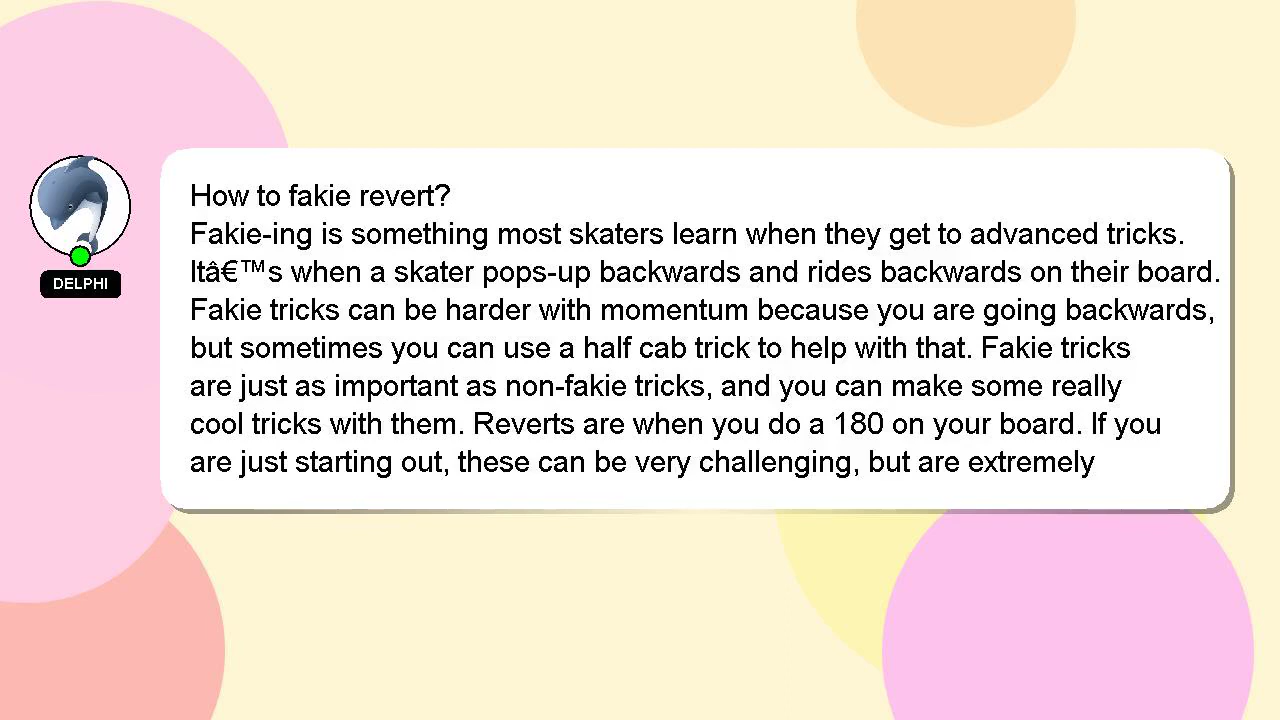 How to fakie revert?
Fakie-ing is something most skaters learn when they get to advanced tricks.
Itâ€™s when a skater pops-up backwards and rides backwards on their board.
Fakie tricks can be harder with momentum because you are going backwards,
but sometimes you can use a half cab trick to help with that. Fakie tricks
are just as important as non-fakie tricks, and you can make some really
cool tricks with them. Reverts are when you do a 180 on your board. If you
are just starting out, these can be very challenging, but are extremely
DELPHI